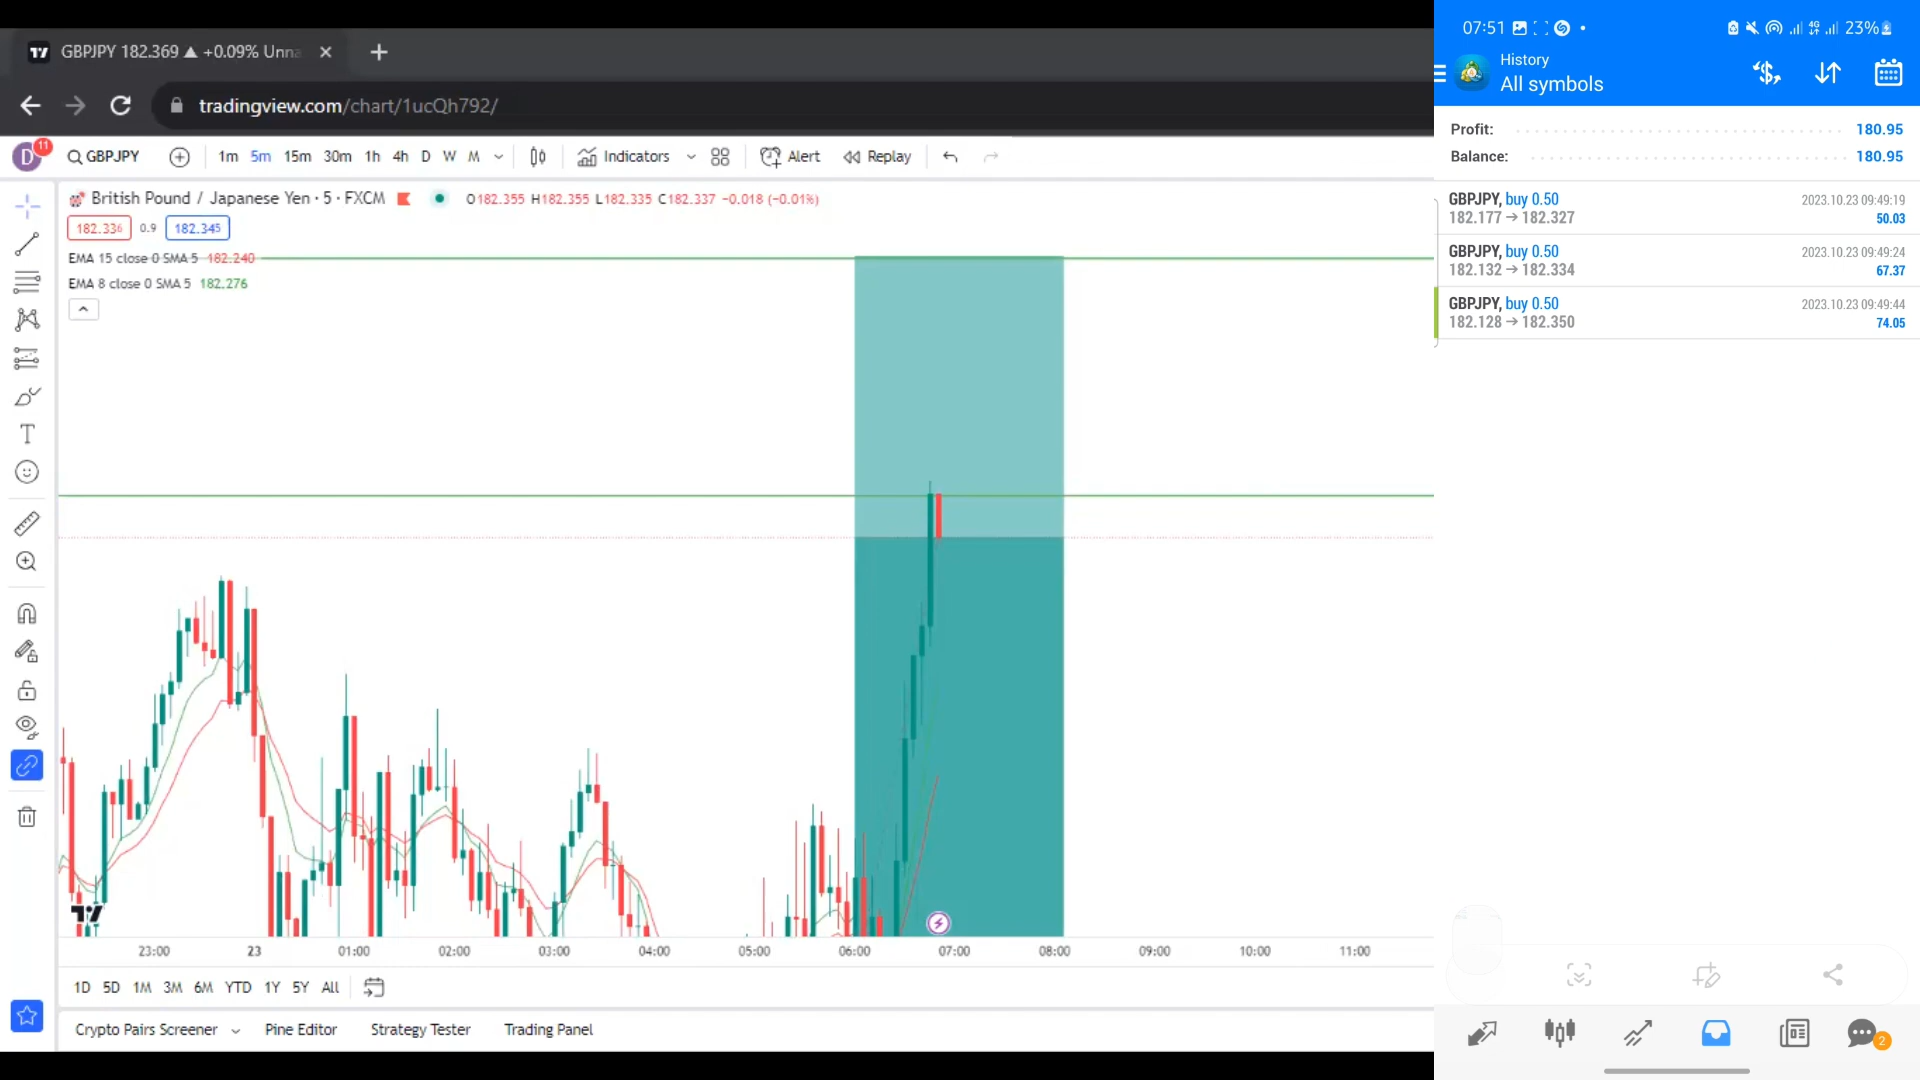 GBPJPY 182.369 ▲ +0.09% Unna
tradingview.com/chart/1ucQh792/
D 11 GBPJPY 1m 5m 15m 30m 1h 4h D W M Indicators Alert Replay
British Pound / Japanese Yen · 5 · FXCM O182.355 H182.355 L182.335 C182.337 −0.018 (−0.01%)
182.336 0.9 182.345
EMA 15 close 0 SMA 5 182.240
EMA 8 close 0 SMA 5 182.276
23:00 23 01:00 02:00 03:00 04:00 05:00 06:00 07:00 08:00 09:00 10:00 11:00
1D 5D 1M 3M 6M YTD 1Y 5Y All
Crypto Pairs Screener Pine Editor Strategy Tester Trading Panel
07:51 4G 23%
History
All symbols
Profit: 180.95
Balance: 180.95
GBPJPY, buy 0.50 2023.10.23 09:49:19
182.177 → 182.327 50.03
GBPJPY, buy 0.50 2023.10.23 09:49:24
182.132 → 182.334 67.37
GBPJPY, buy 0.50 2023.10.23 09:49:44
182.128 → 182.350 74.05
2